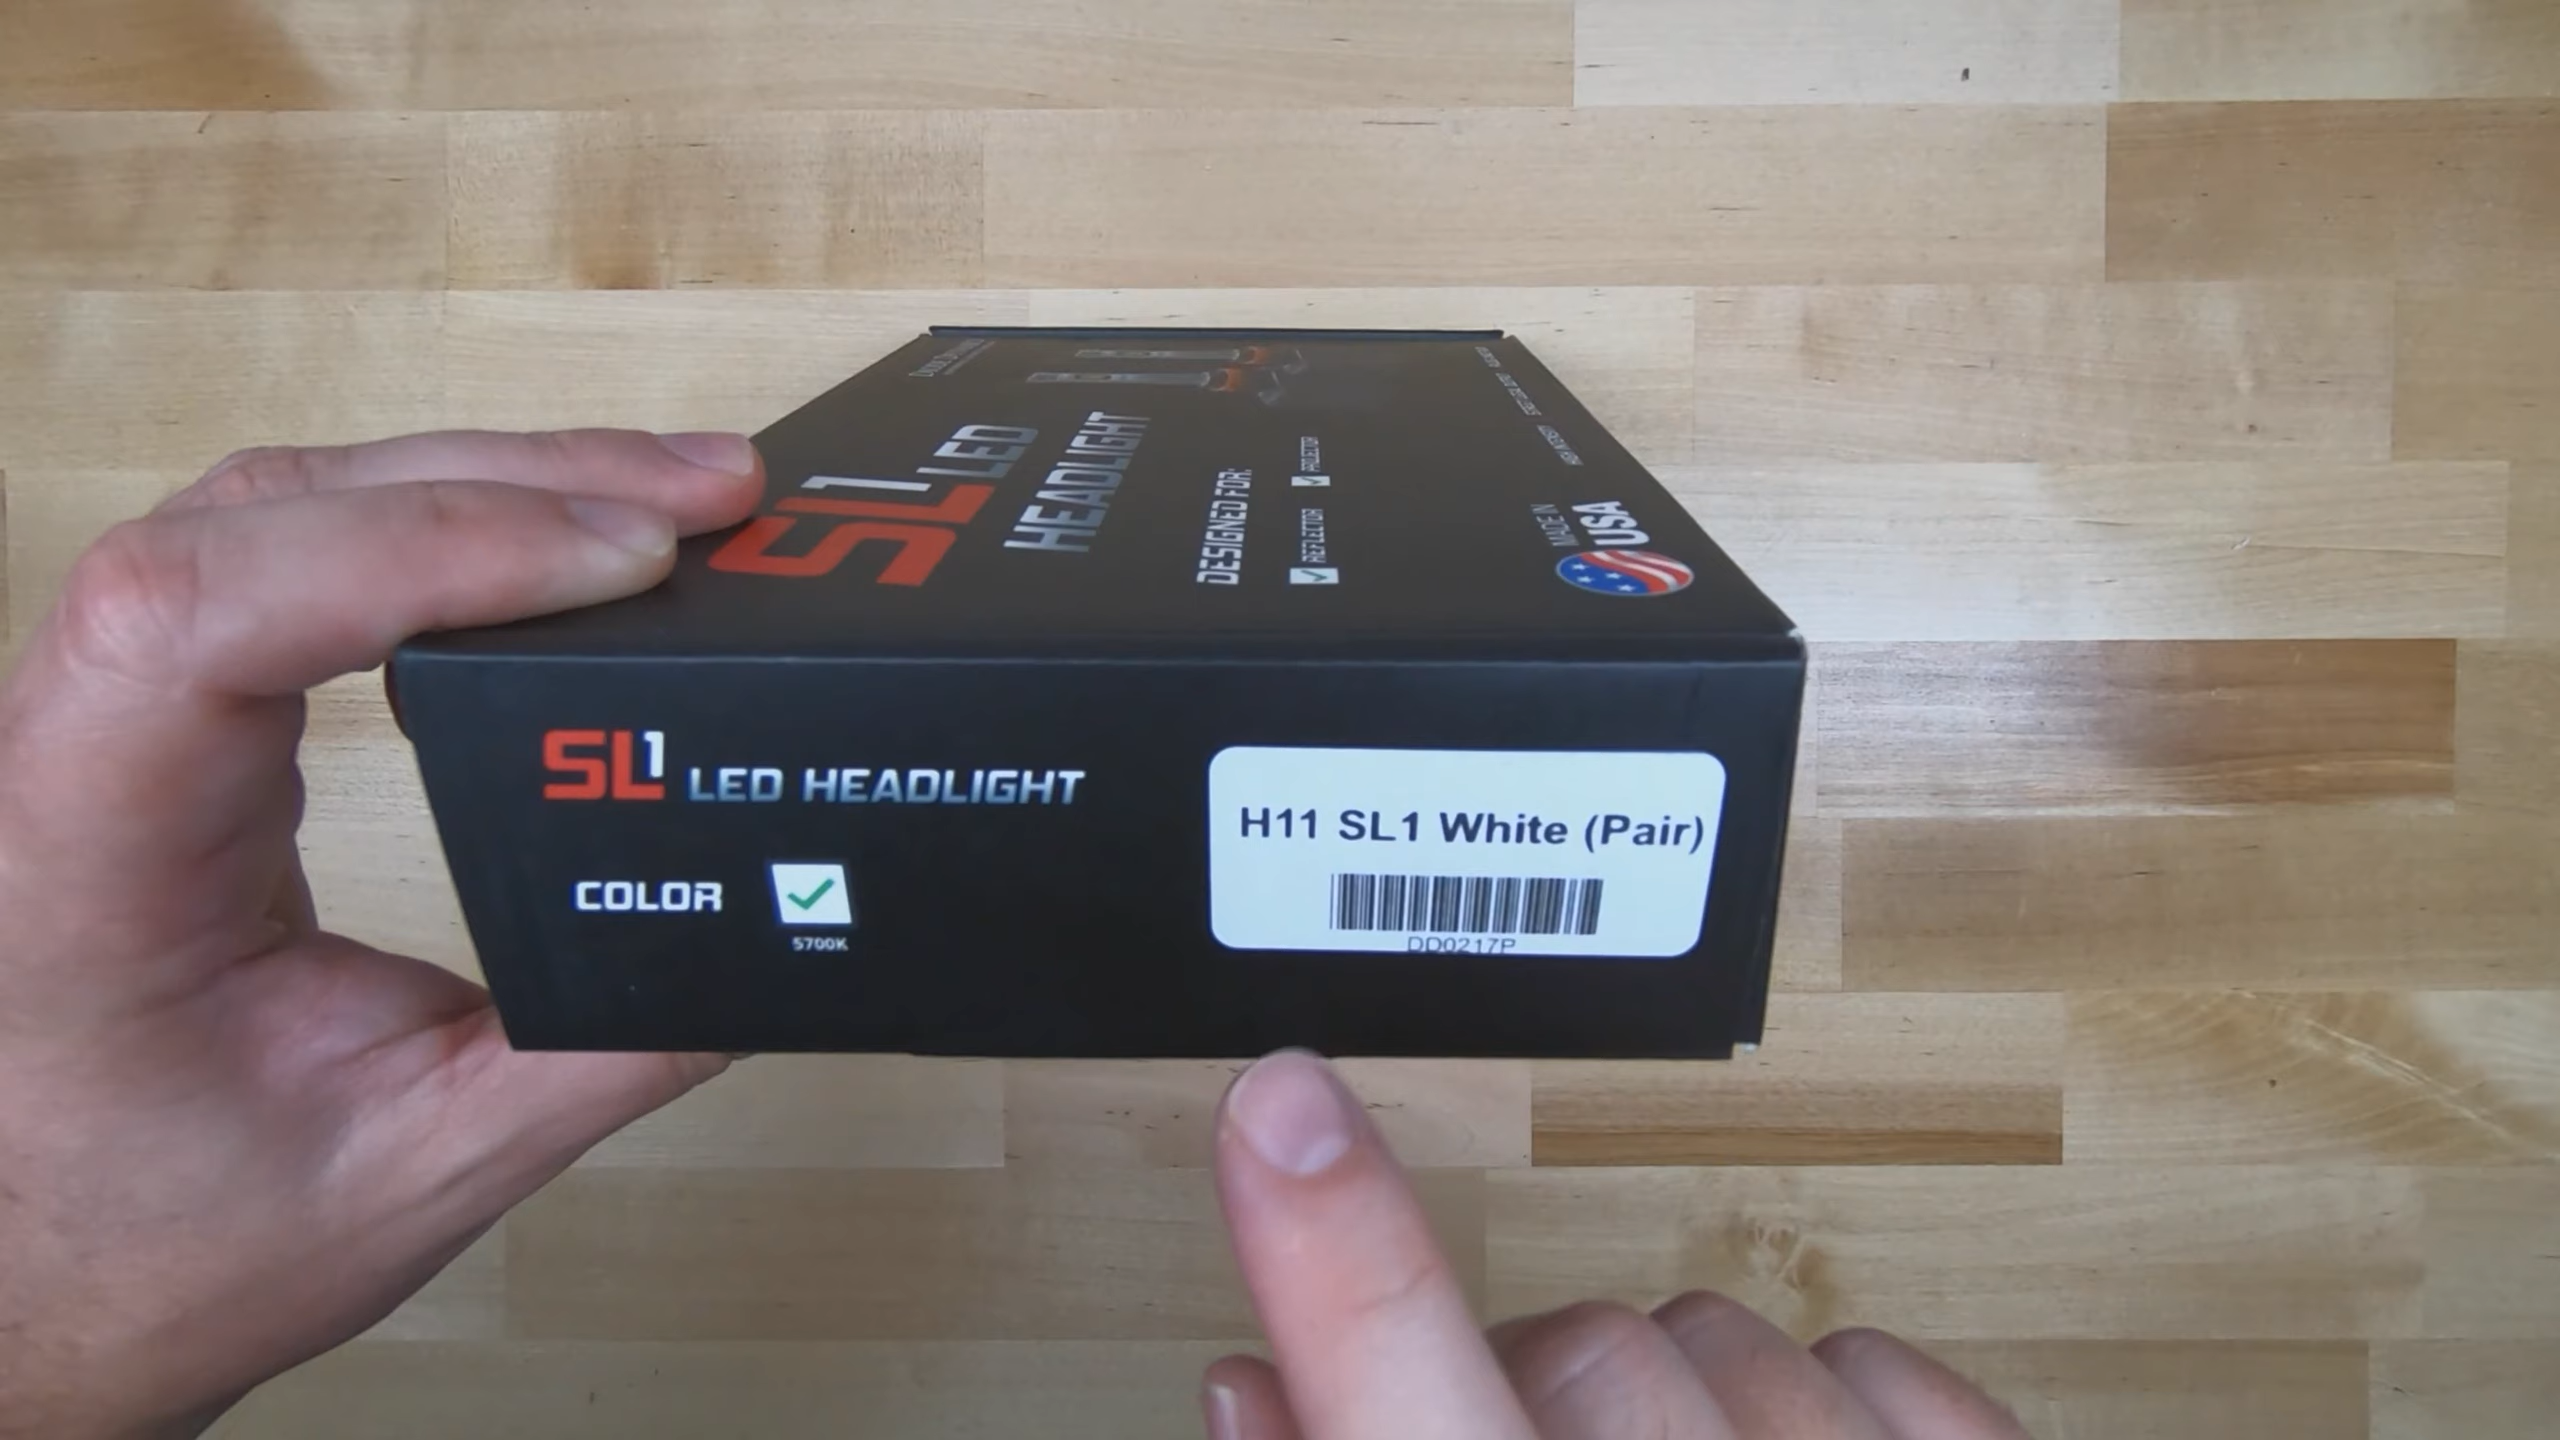 SL1 LED
HEADLIGHT
DESIGNED FOR:
REFLECTOR
PROJECTOR
MADE IN
USA
SL1 LED HEADLIGHT
COLOR
5700K
H11 SL1 White (Pair)
DD0217P